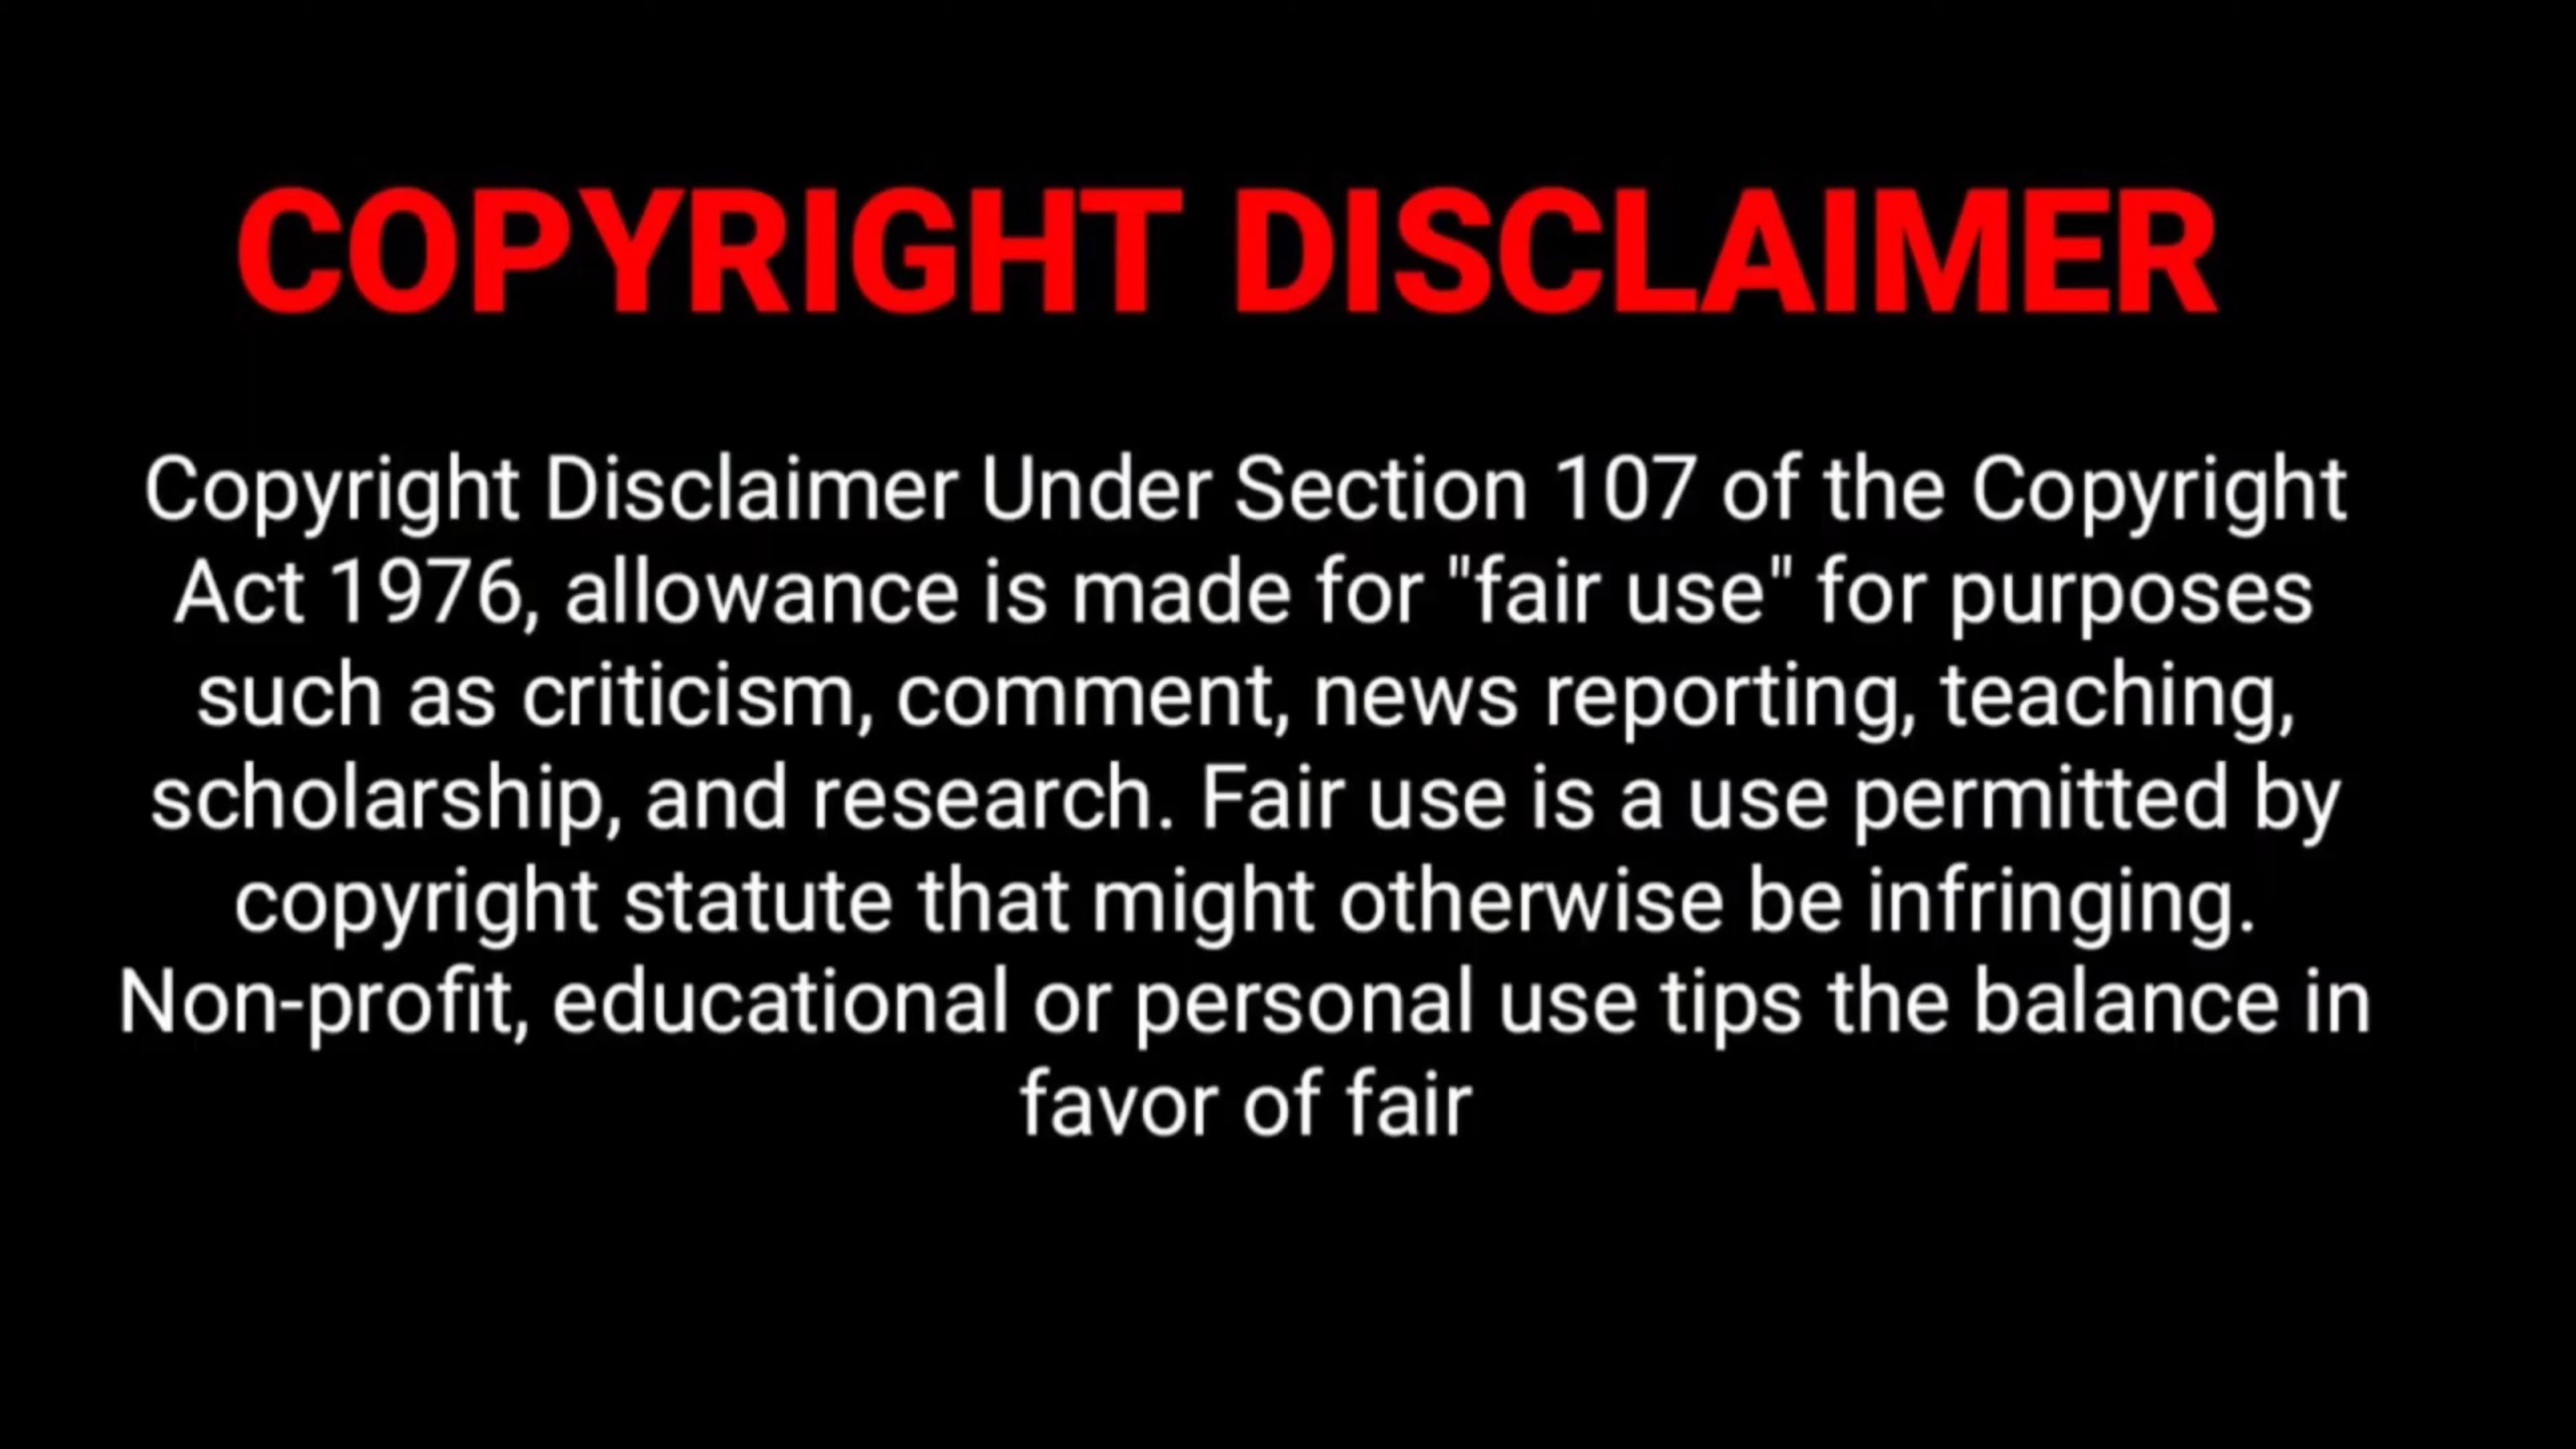 COPYRIGHT DISCLAIMER
Copyright Disclaimer Under Section 107 of the Copyright
Act 1976, allowance is made for "fair use" for purposes
such as criticism, comment, news reporting, teaching,
scholarship, and research. Fair use is a use permitted by
copyright statute that might otherwise be infringing.
Non-profit, educational or personal use tips the balance in
favor of fair